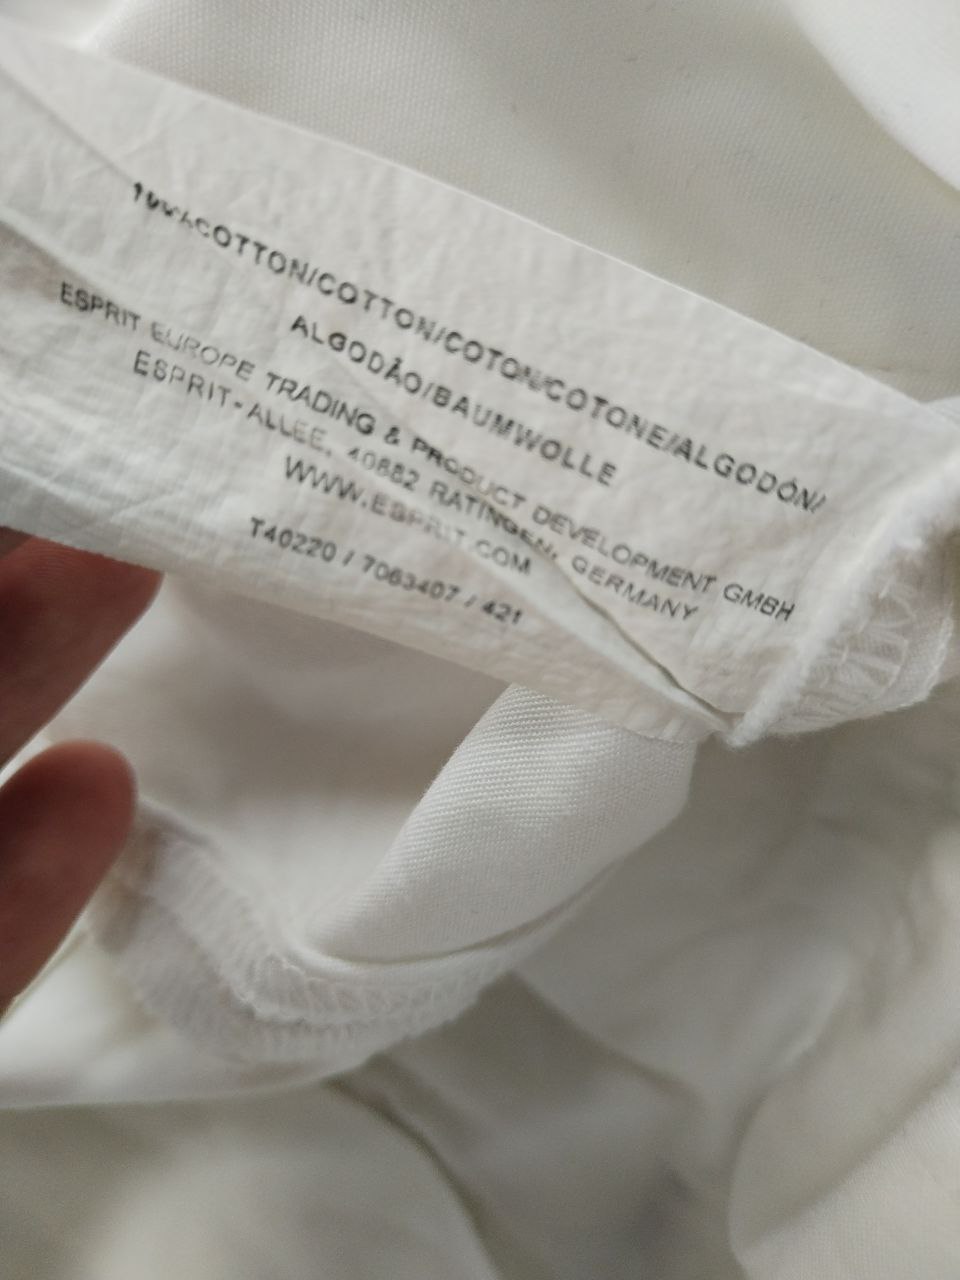 100%COTTON/COTTON/COTON/COTONE/ALGODÓN/
ALGODÃO/BAUMWOLLE
ESPRIT EUROPE TRADING & PRODUCT DEVELOPMENT GMBH
ESPRIT-ALLEE, 40882 RATINGEN, GERMANY
WWW.ESPRIT.COM
T40220 / 7063407 / 421